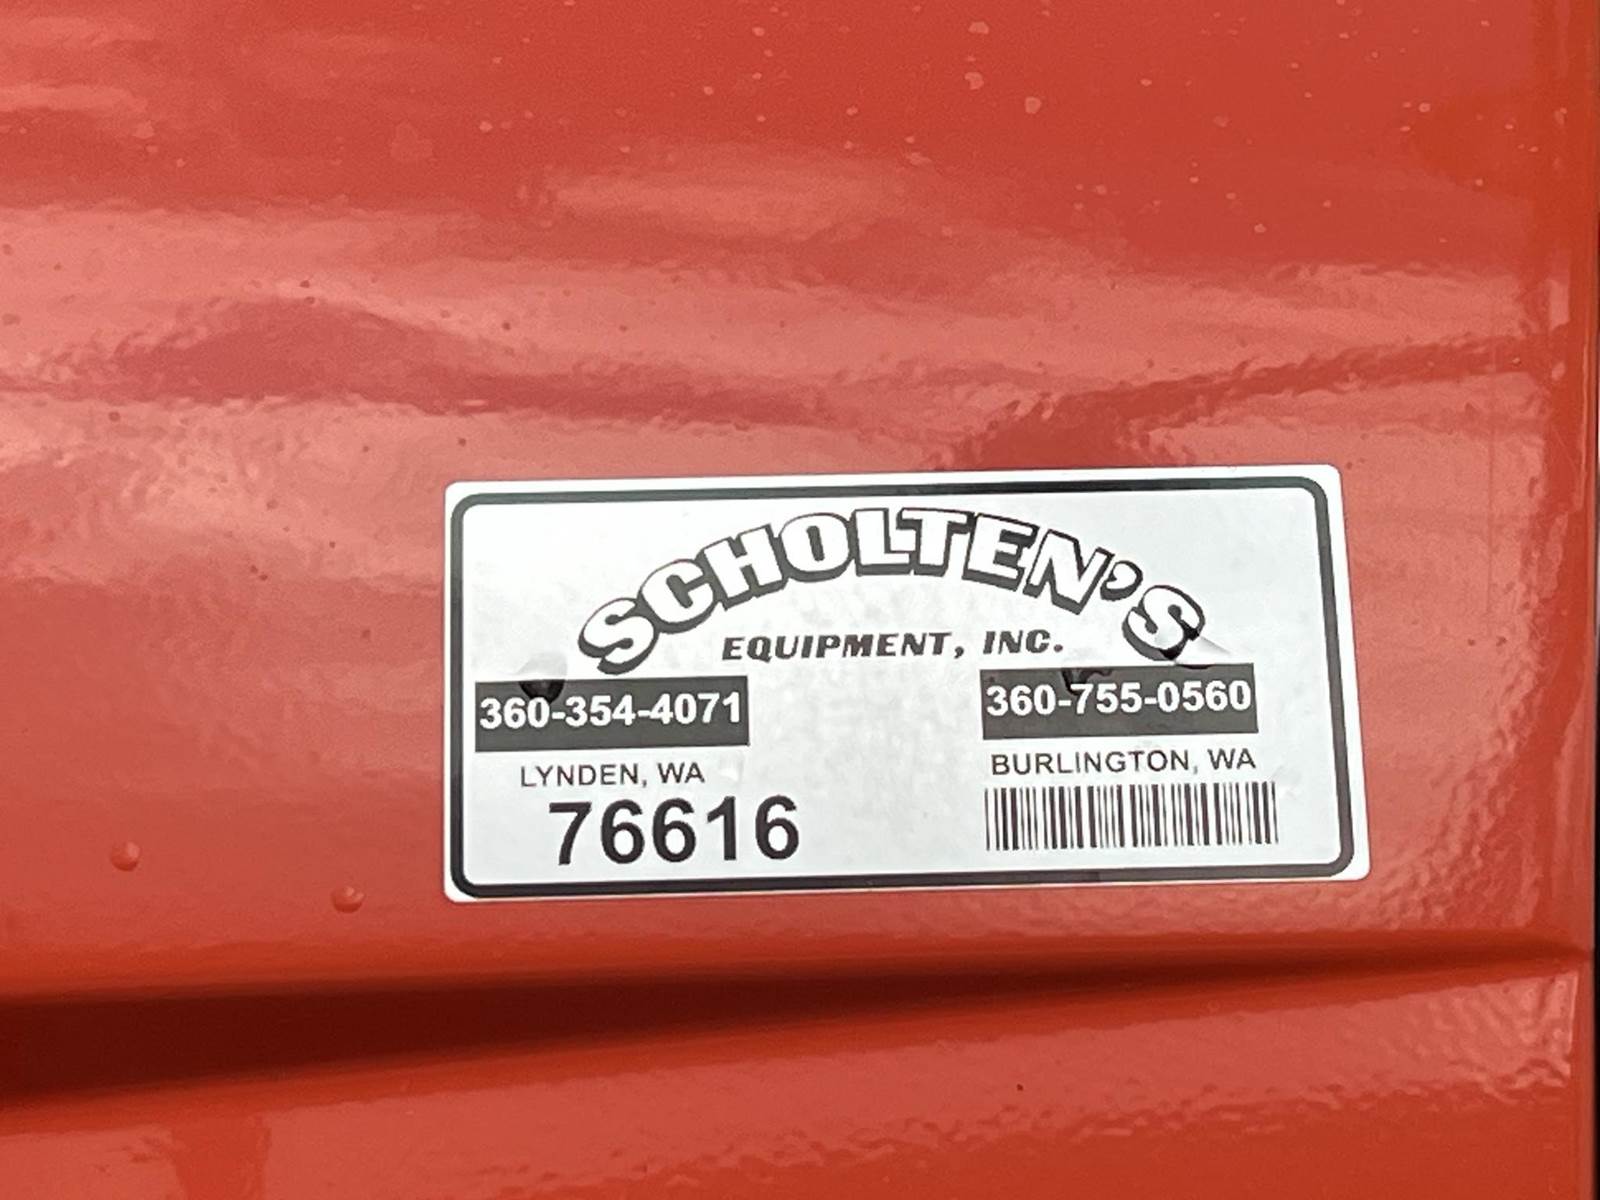 SCHOLTEN'S
EQUIPMENT, INC.
360-354-4071
LYNDEN, WA
76616
360-755-0560
BURLINGTON, WA